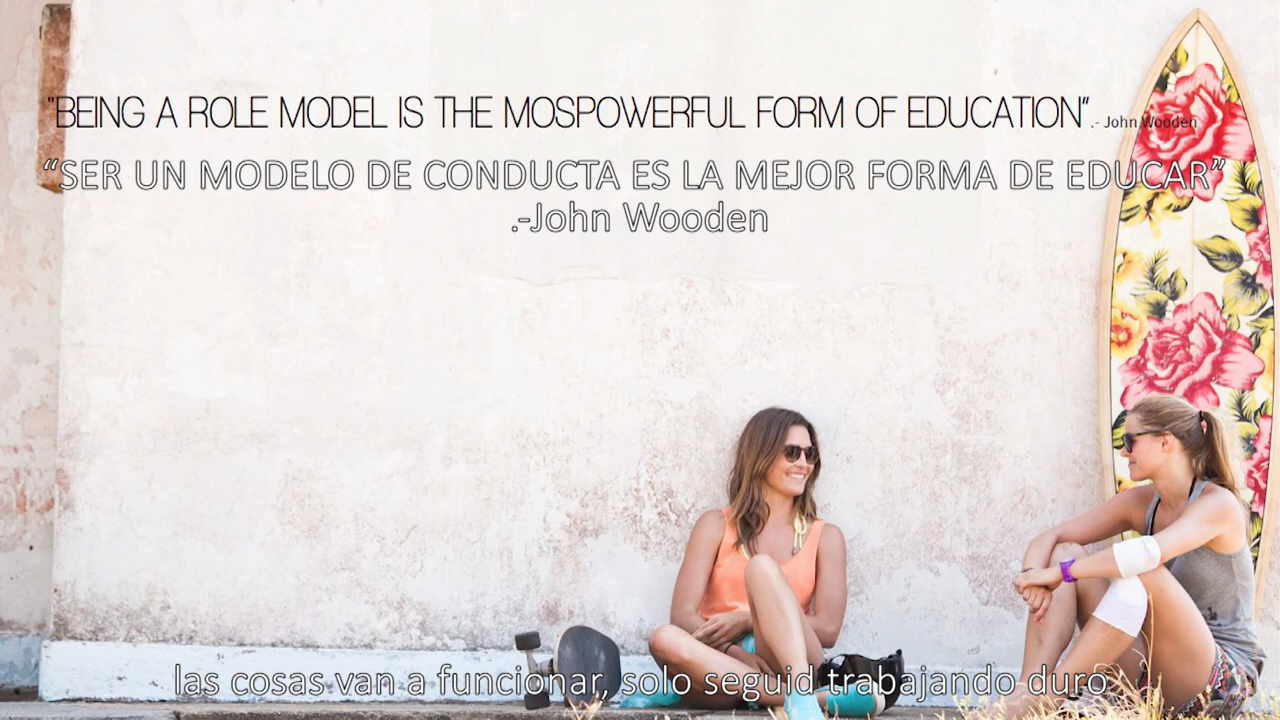 "BEING A ROLE MODEL IS THE MOSPOWERFUL FORM OF EDUCATION".- John Wooden
“SER UN MODELO DE CONDUCTA ES LA MEJOR FORMA DE EDUCAR”
.-John Wooden
las cosas van a funcionar, solo seguid trabajando duro